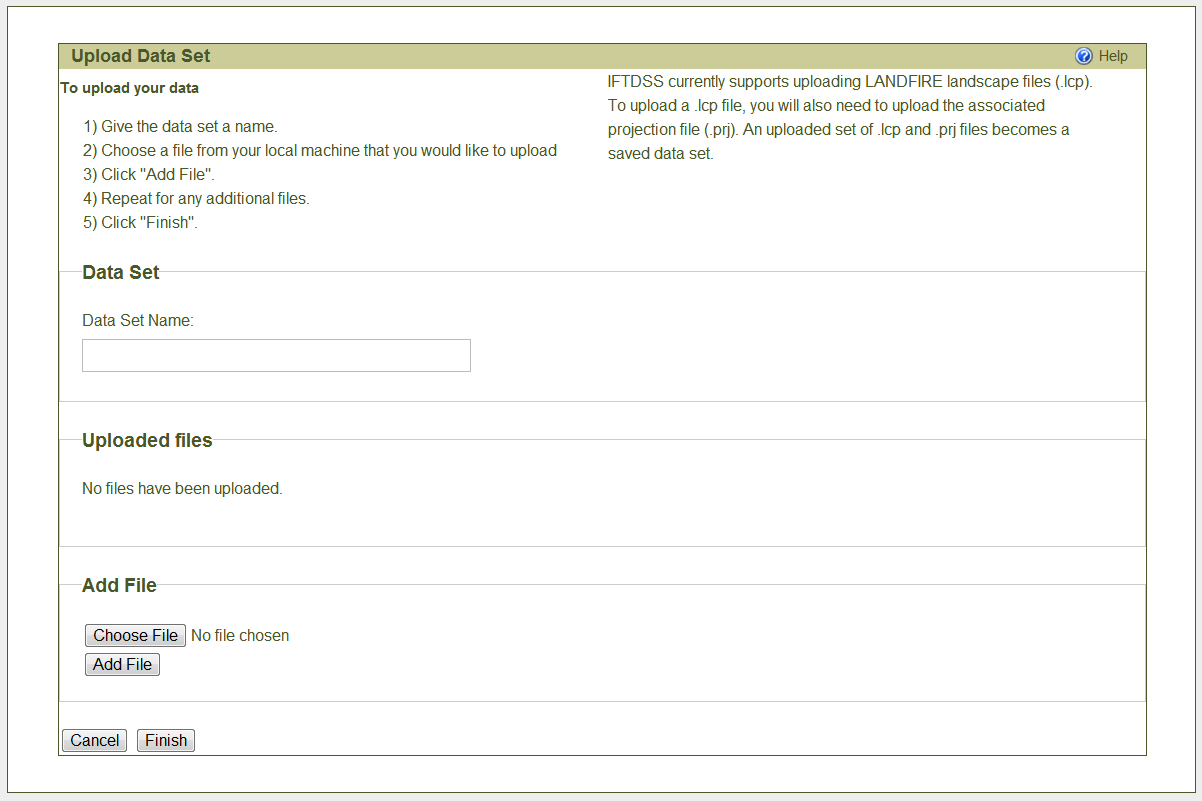 Upload Data Set
Help
To upload your data
1) Give the data set a name.
2) Choose a file from your local machine that you would like to upload
3) Click "Add File".
4) Repeat for any additional files.
5) Click "Finish".
IFTDSS currently supports uploading LANDFIRE landscape files (.lcp).
To upload a .lcp file, you will also need to upload the associated
projection file (.prj). An uploaded set of .lcp and .prj files becomes a
saved data set.
Data Set
Data Set Name:
Uploaded files
No files have been uploaded.
Add File
Choose File No file chosen
Add File
Cancel Finish